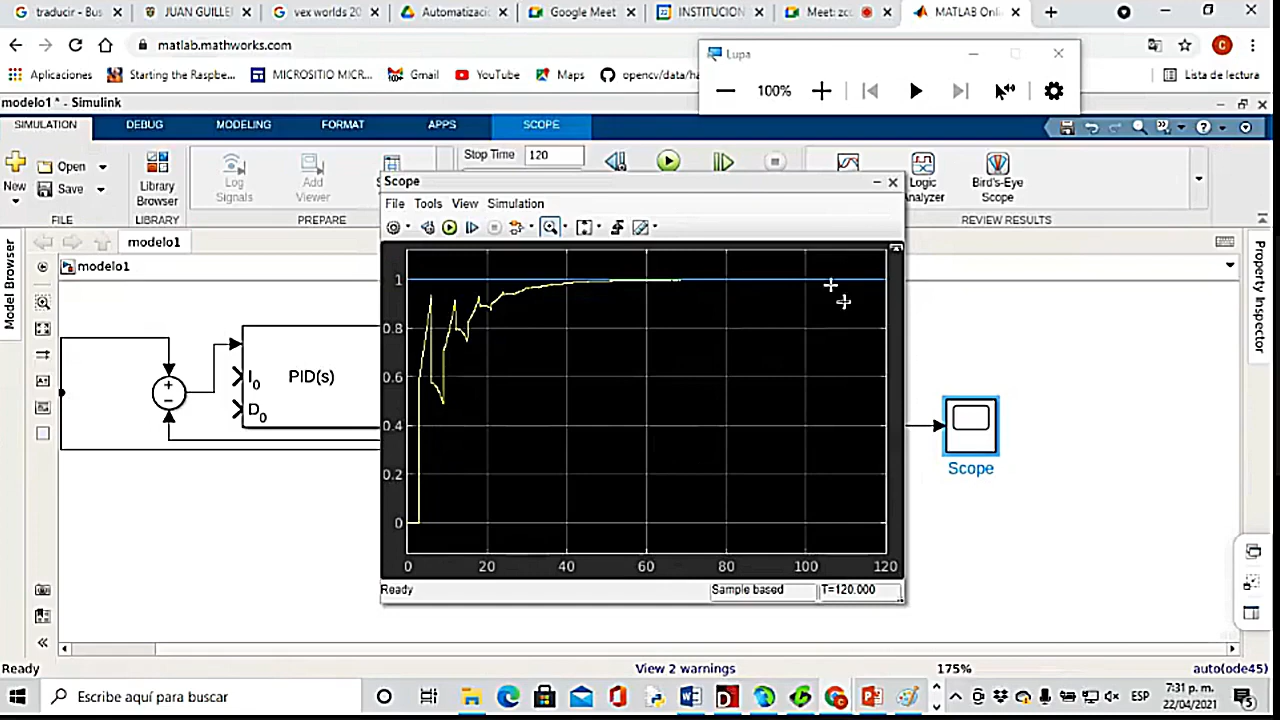 traducir - Bus
JUAN GUILLE
vex worlds 20
Automatizaci
Google Meet
INSTITUCION
Meet: zcc
MATLAB Onli
matlab.mathworks.com
Aplicaciones
Starting the Raspbe...
MICROSITIO MICR...
Gmail
YouTube
Maps
opencv/data/ha
Lista de lectura
Lupa
100%
modelo1 * - Simulink
SIMULATION DEBUG MODELING FORMAT APPS SCOPE
New
Open
Save
FILE
Library
Browser
LIBRARY
Log
Signals
Add
Viewer
PREPARE
Stop Time 120
Logic
Analyzer
Bird's-Eye
Scope
REVIEW RESULTS
Model Browser
modelo1
modelo1
Property Inspector
+
−
PID(s)
I0
D0
Scope
File Tools View Simulation
1
0.8
0.6
0.4
0.2
0
0 20 40 60 80 100 120
Ready
Sample based
T=120.000
Scope
Ready
View 2 warnings
175%
auto(ode45)
Escribe aquí para buscar
ESP
7:31 p. m.
22/04/2021
5